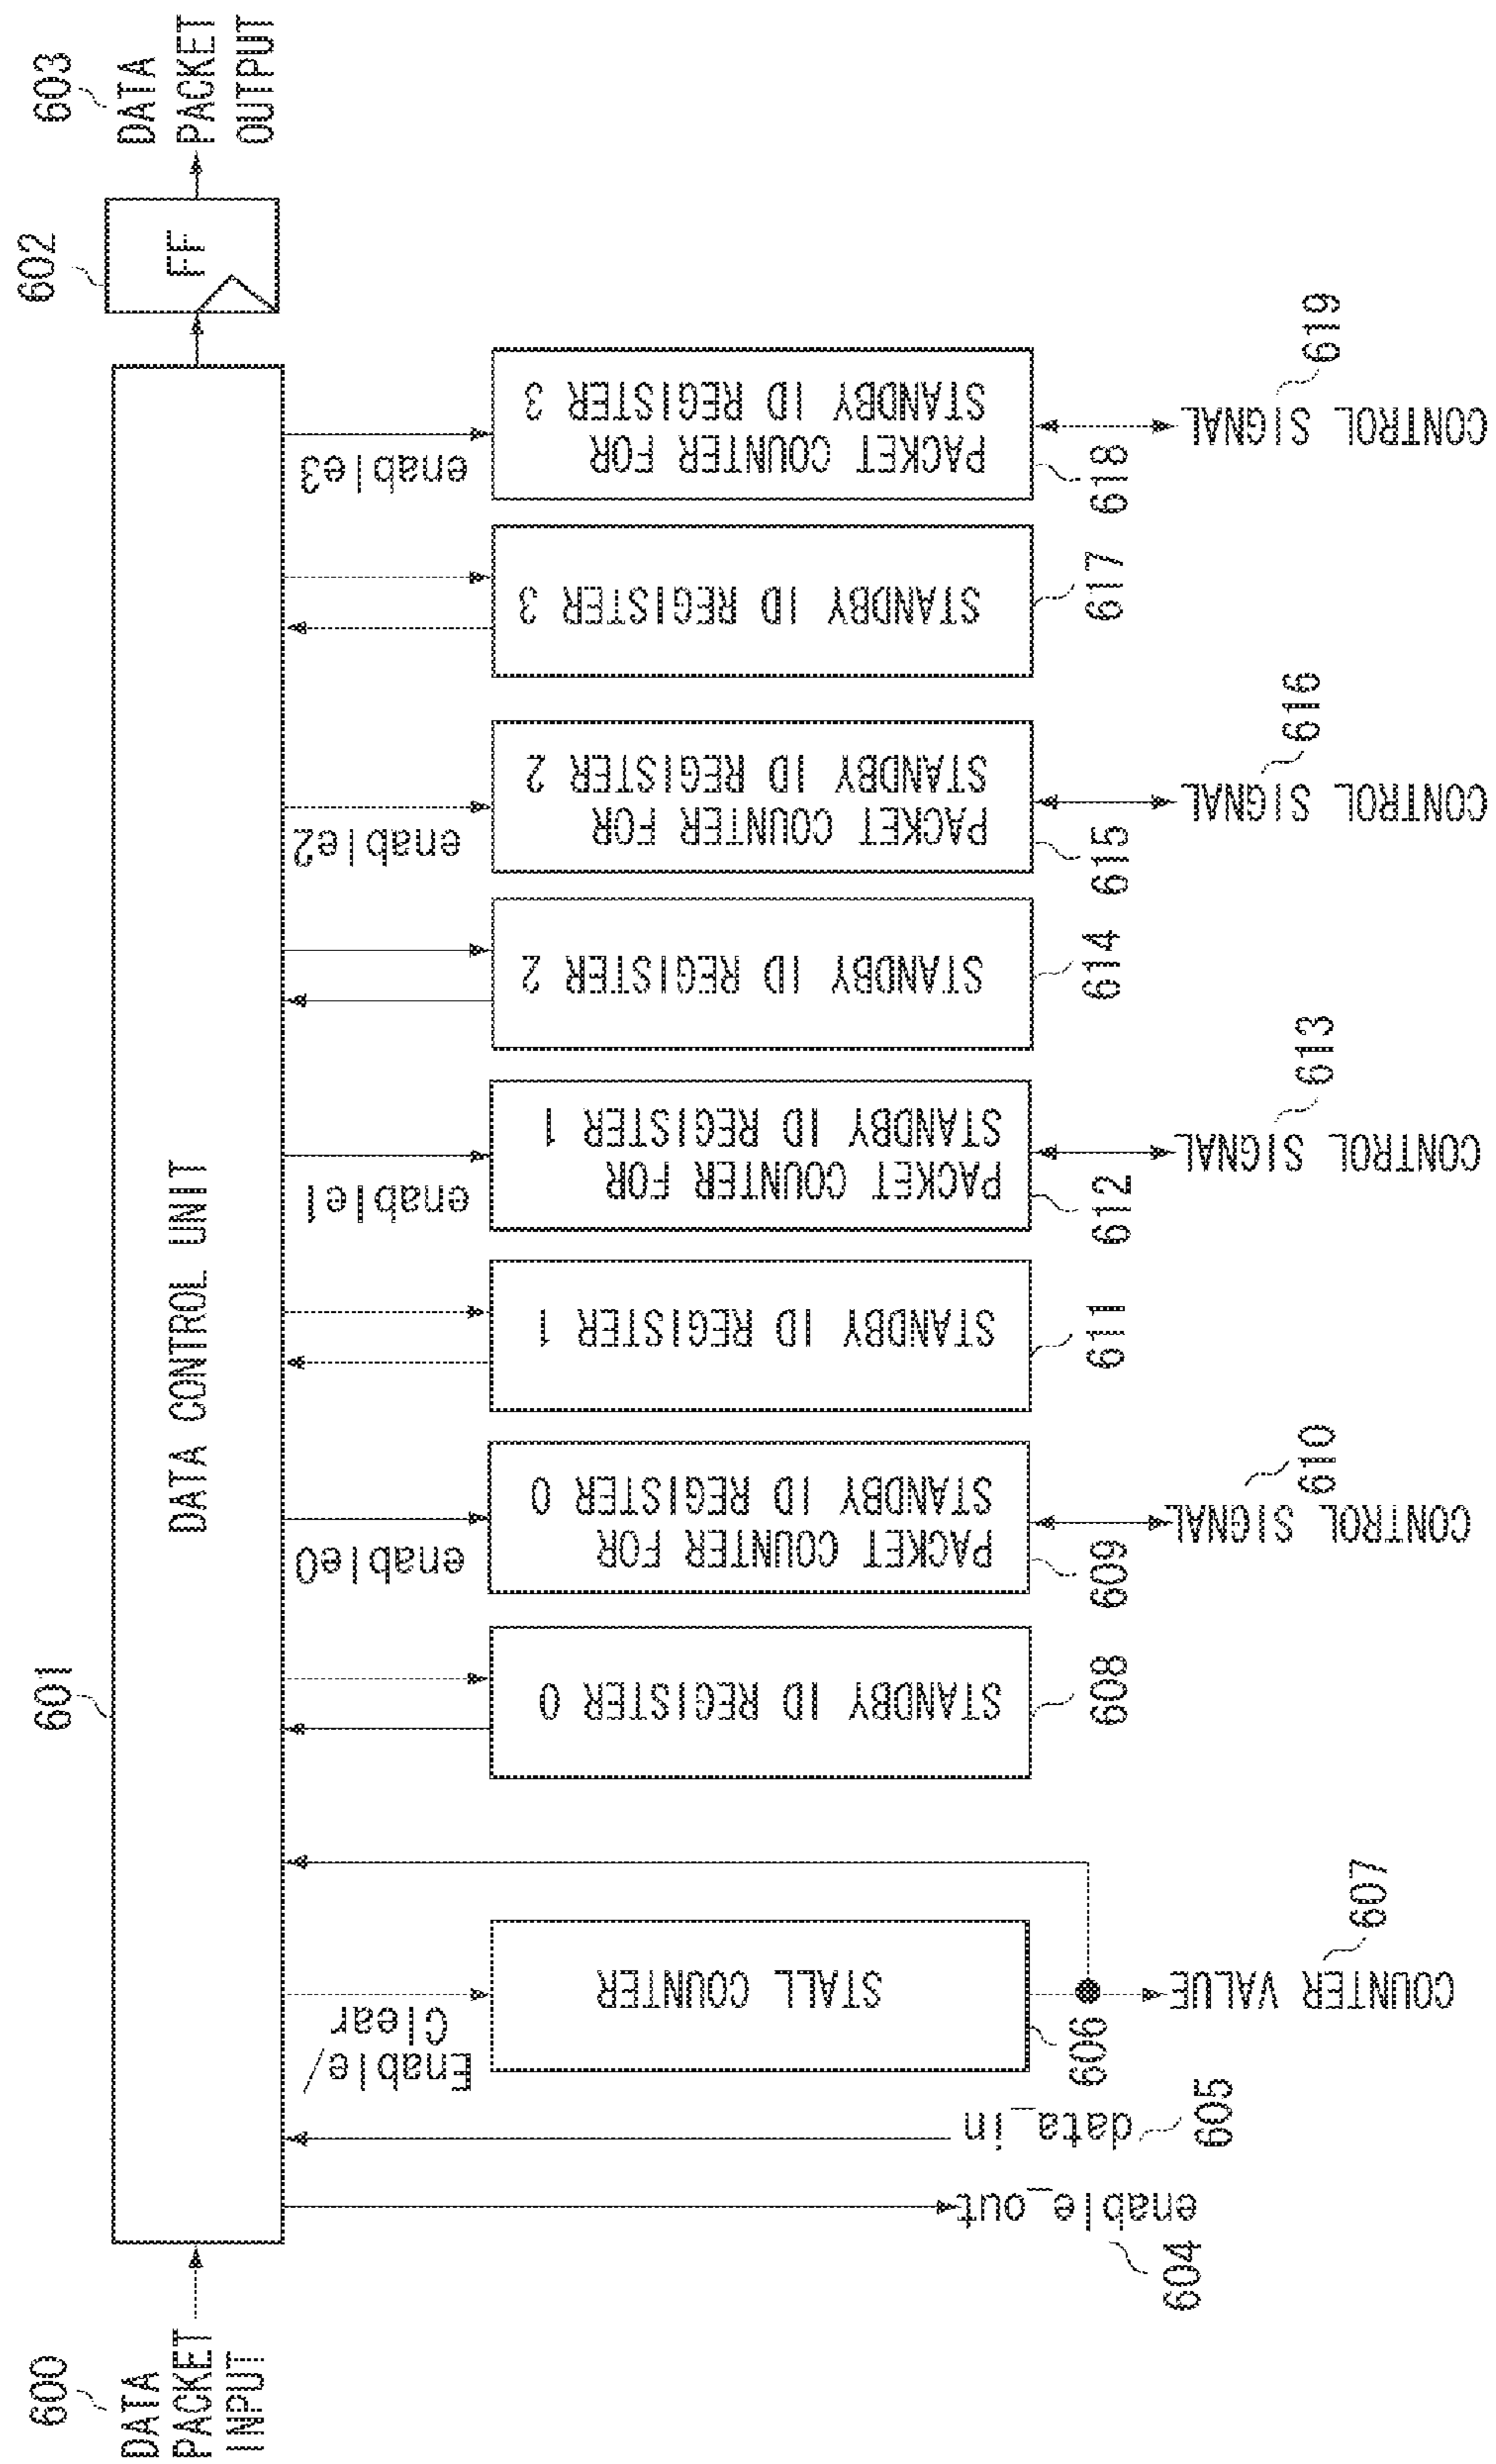 600
DATA
PACKET
INPUT
601
DATA CONTROL UNIT
602
FF
603
DATA
PACKET
OUTPUT
enable_out
604
data_in
605
Enable/
Clear
STALL COUNTER
606
COUNTER VALUE
607
STANDBY ID REGISTER 0
608
enable0
PACKET COUNTER FOR
STANDBY ID REGISTER 0
609
CONTROL SIGNAL
610
STANDBY ID REGISTER 1
611
enable1
PACKET COUNTER FOR
STANDBY ID REGISTER 1
612
CONTROL SIGNAL
613
STANDBY ID REGISTER 2
614
enable2
PACKET COUNTER FOR
STANDBY ID REGISTER 2
615
CONTROL SIGNAL
616
STANDBY ID REGISTER 3
617
enable3
PACKET COUNTER FOR
STANDBY ID REGISTER 3
618
CONTROL SIGNAL
619